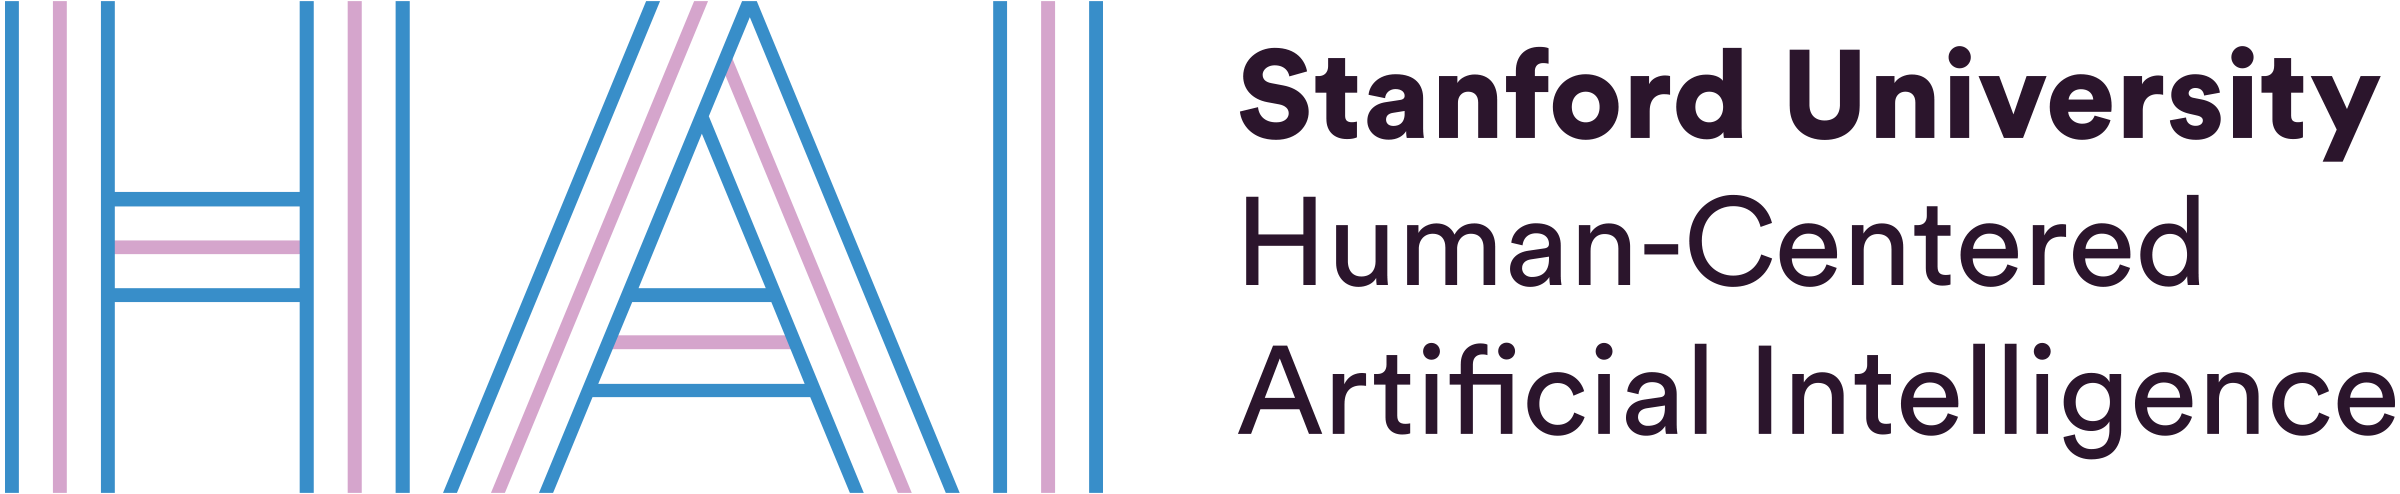 HAI
Stanford University
Human-Centered
Artificial Intelligence